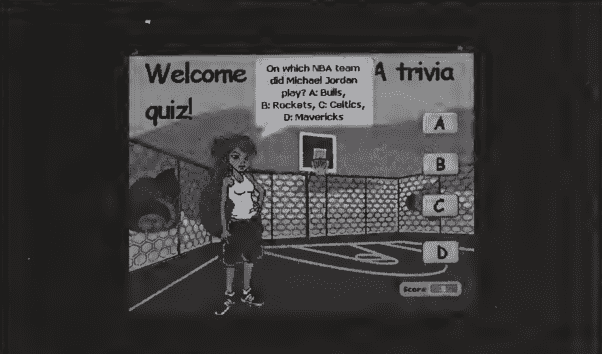 Welcome A trivia
quiz!
On which NBA team
did Michael Jordan
play? A: Bulls,
B: Rockets, C: Celtics,
D: Mavericks
A
B
C
D
Score